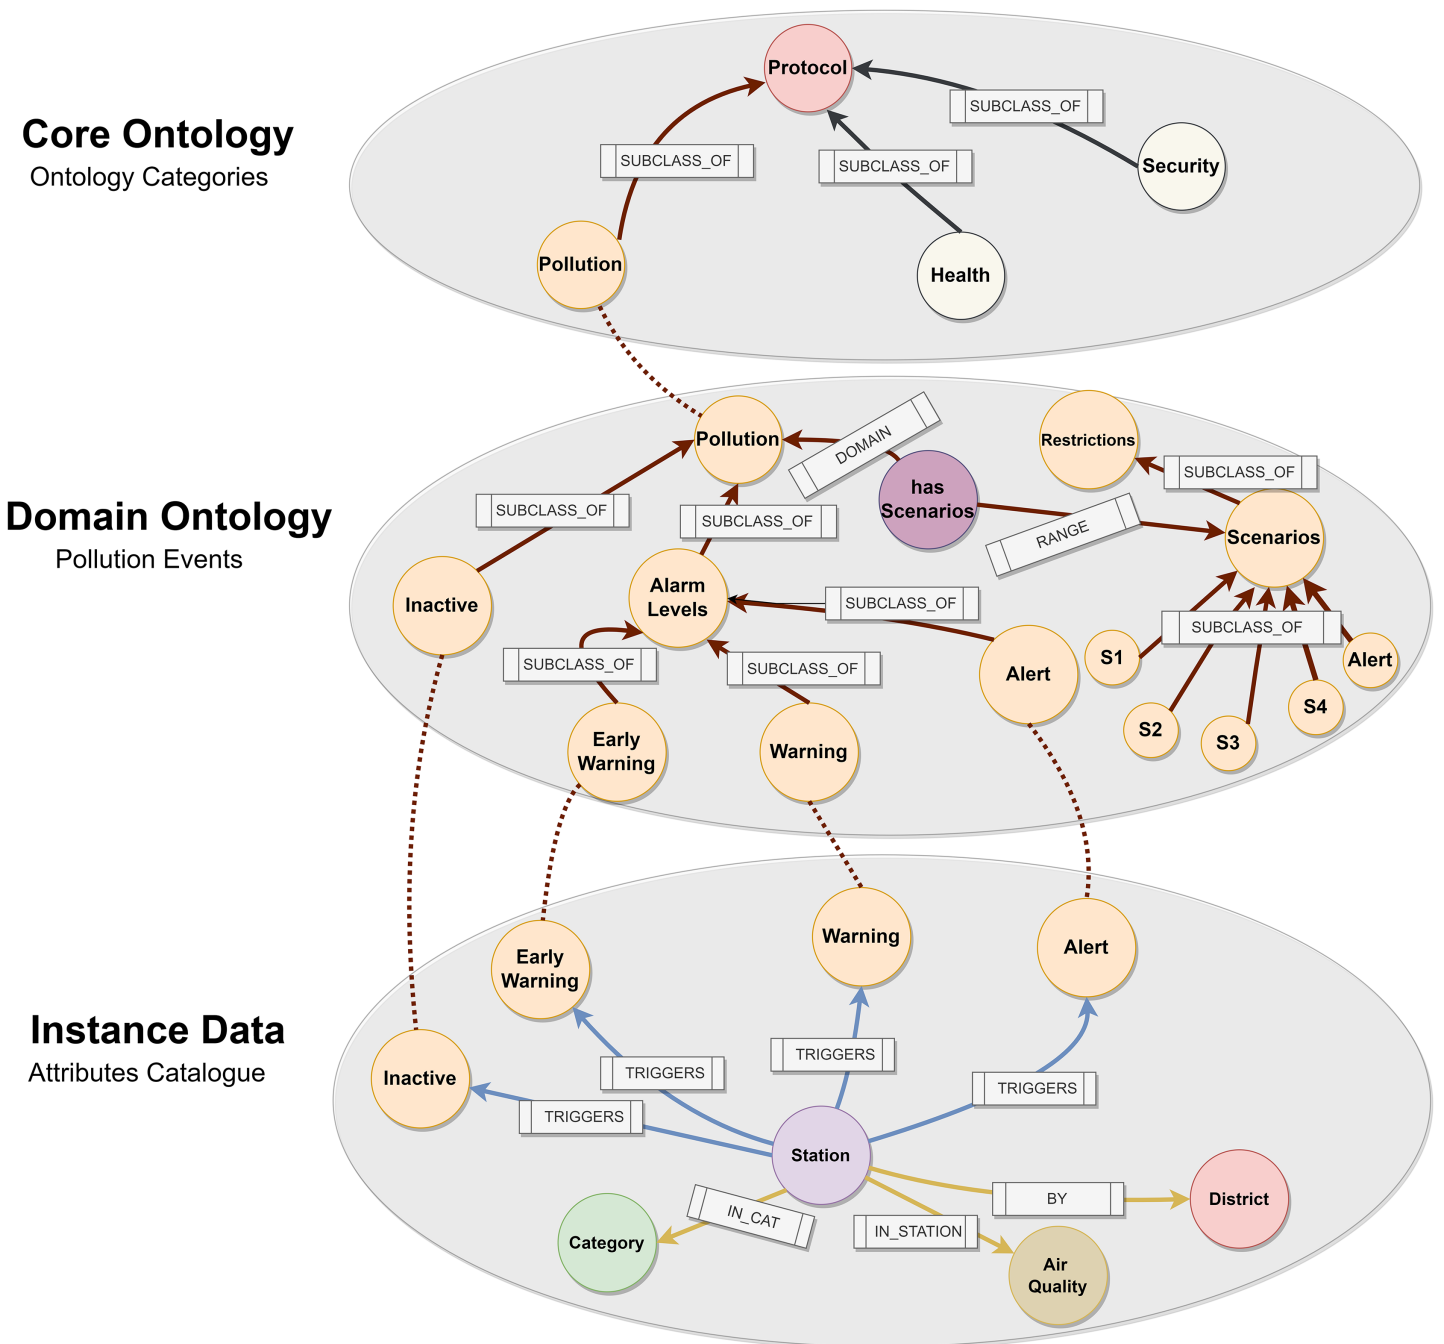 Core Ontology
Ontology Categories
Protocol
SUBCLASS_OF
SUBCLASS_OF
SUBCLASS_OF
Security
Pollution
Health
Domain Ontology
Pollution Events
Pollution
DOMAIN
Restrictions
has
Scenarios
SUBCLASS_OF
SUBCLASS_OF
SUBCLASS_OF
RANGE
Scenarios
Inactive
Alarm
Levels
SUBCLASS_OF
SUBCLASS_OF
SUBCLASS_OF
SUBCLASS_OF
S1
Alert
Alert
S2
S3
S4
Early
Warning
Warning
Instance Data
Attributes Catalogue
Early
Warning
Warning
Alert
Inactive
TRIGGERS
TRIGGERS
TRIGGERS
TRIGGERS
Station
IN_CAT
IN_STATION
BY
District
Category
Air
Quality